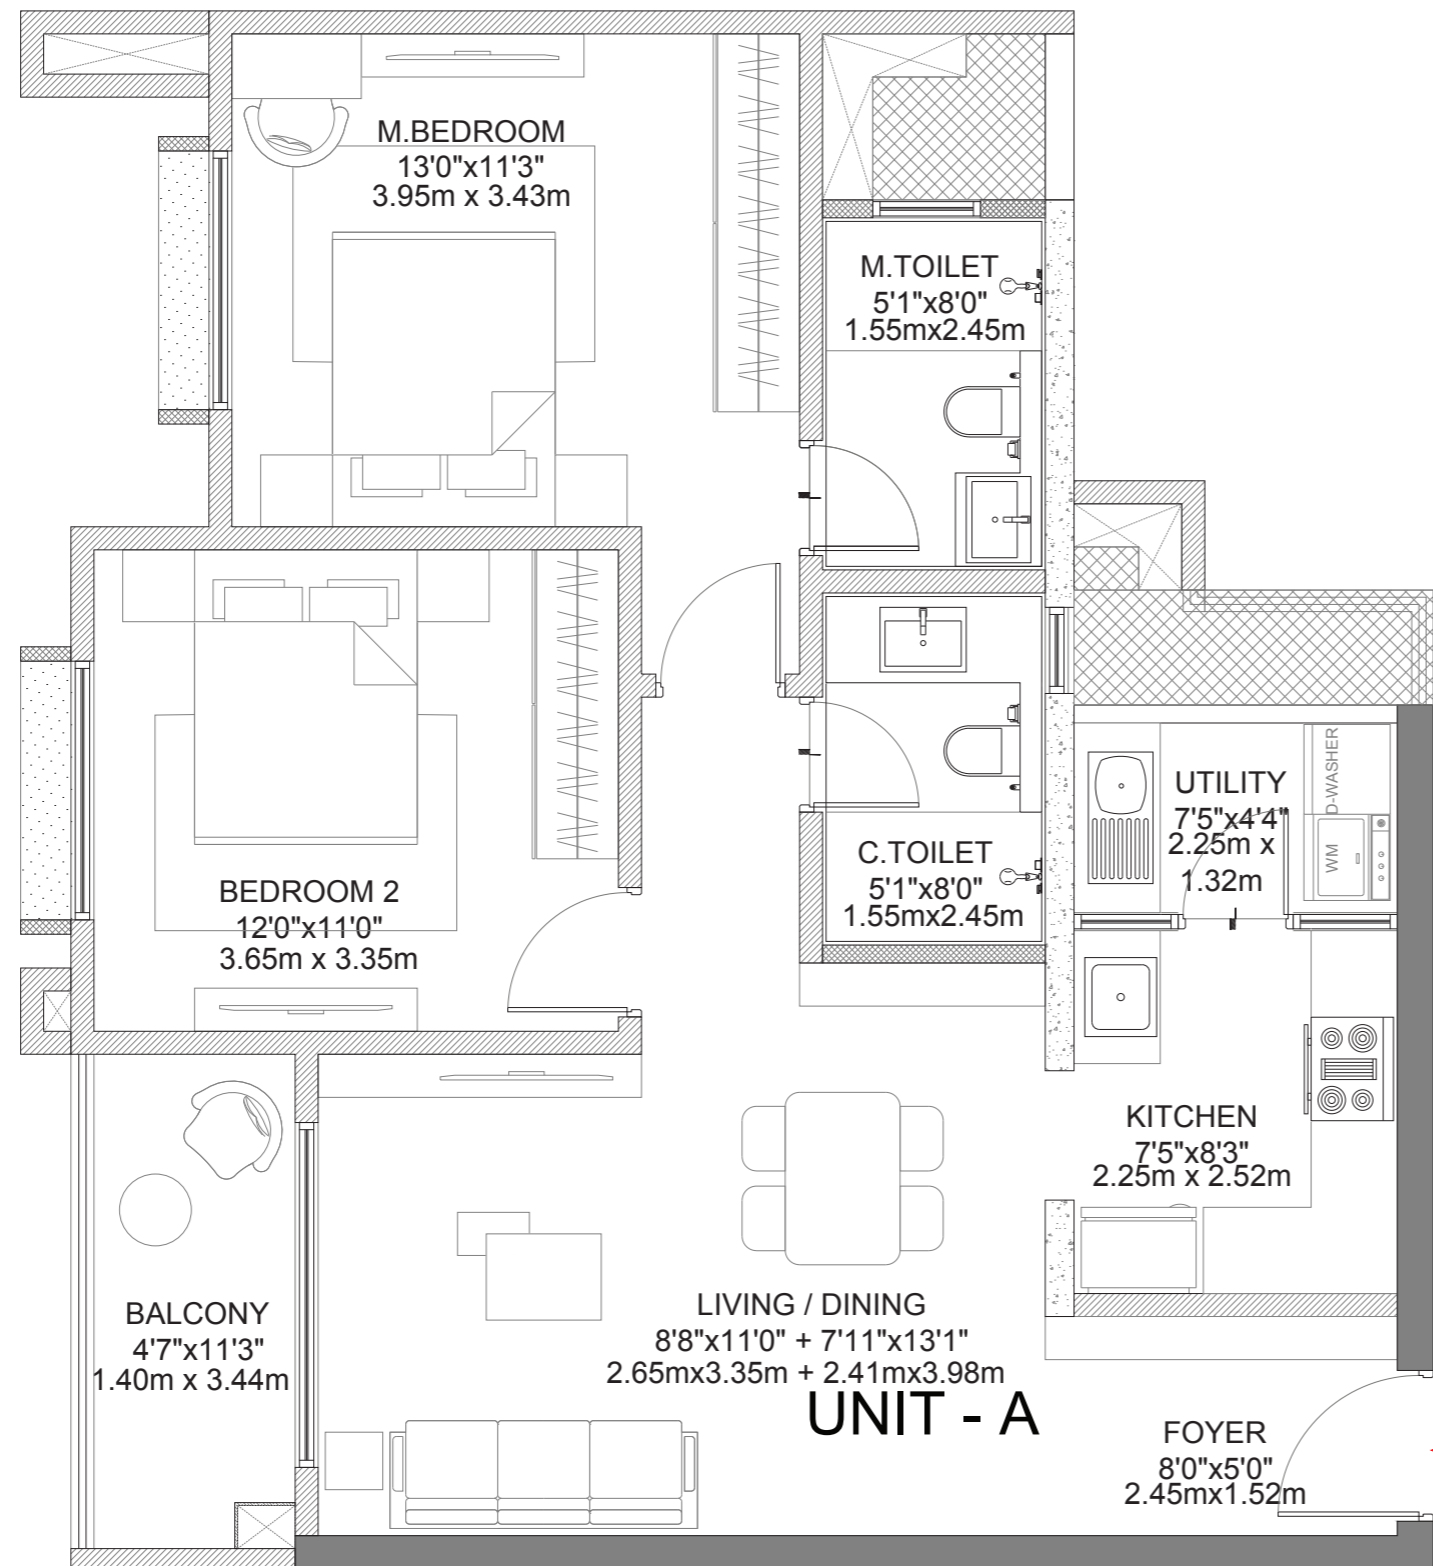 M.BEDROOM
13'0"x11'3"
3.95m x 3.43m
M.TOILET
5'1"x8'0"
1.55mx2.45m
UTILITY
7'5"x4'4"
2.25m x
1.32m
D-WASHER
WM
C.TOILET
5'1"x8'0"
1.55mx2.45m
BEDROOM 2
12'0"x11'0"
3.65m x 3.35m
KITCHEN
7'5"x8'3"
2.25m x 2.52m
BALCONY
4'7"x11'3"
1.40m x 3.44m
LIVING / DINING
8'8"x11'0" + 7'11"x13'1"
2.65mx3.35m + 2.41mx3.98m
UNIT - A
FOYER
8'0"x5'0"
2.45mx1.52m